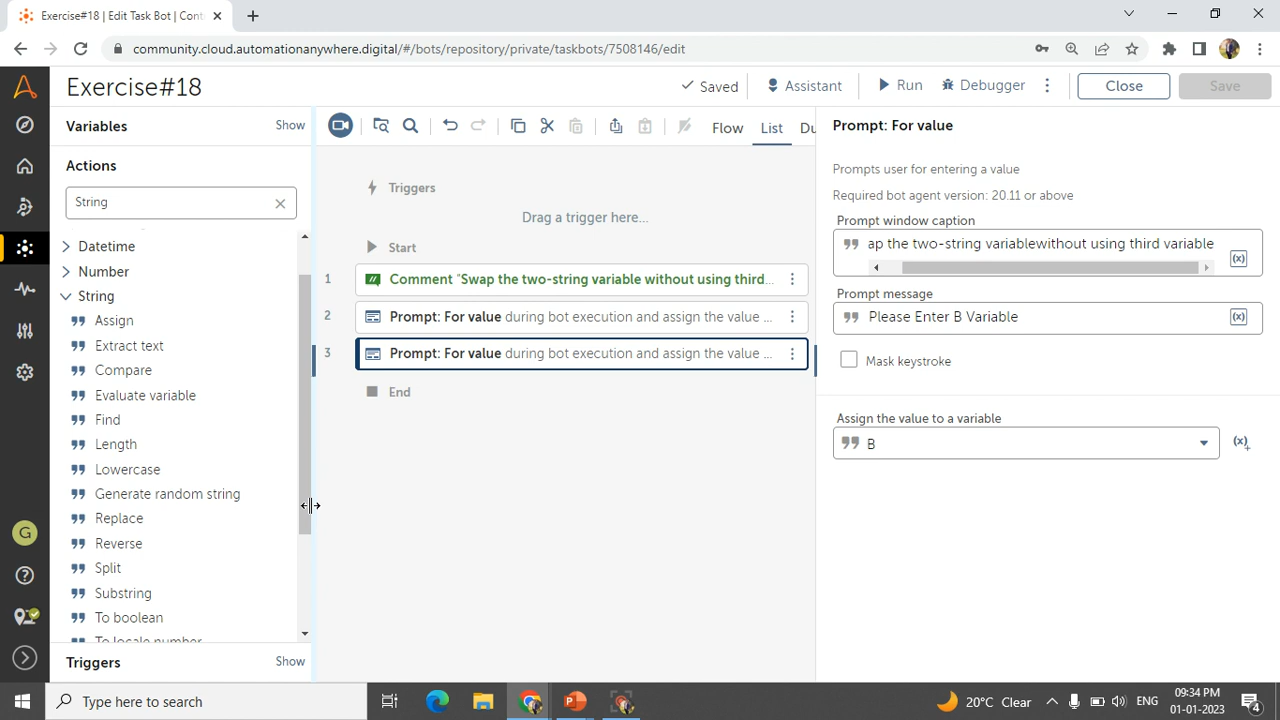 Exercise#18 | Edit Task Bot | Cont
community.cloud.automationanywhere.digital/#/bots/repository/private/taskbots/7508146/edit
Exercise#18
Saved
Assistant
Run
Debugger
Close
Save
Variables
Show
Actions
String
Datetime
Number
String
Assign
Extract text
Compare
Evaluate variable
Find
Length
Lowercase
Generate random string
Replace
Reverse
Split
Substring
To boolean
To locale number
Triggers
Show
Flow
List
Du
Triggers
Drag a trigger here...
Start
1
Comment "Swap the two-string variable without using third...
2
Prompt: For value during bot execution and assign the value ...
3
Prompt: For value during bot execution and assign the value ...
End
Prompt: For value
Prompts user for entering a value
Required bot agent version: 20.11 or above
Prompt window caption
ap the two-string variablewithout using third variable
(x)
Prompt message
Please Enter B Variable
(x)
Mask keystroke
Assign the value to a variable
B
(x)+
G
Type here to search
20°C Clear
ENG
09:34 PM
01-01-2023
4